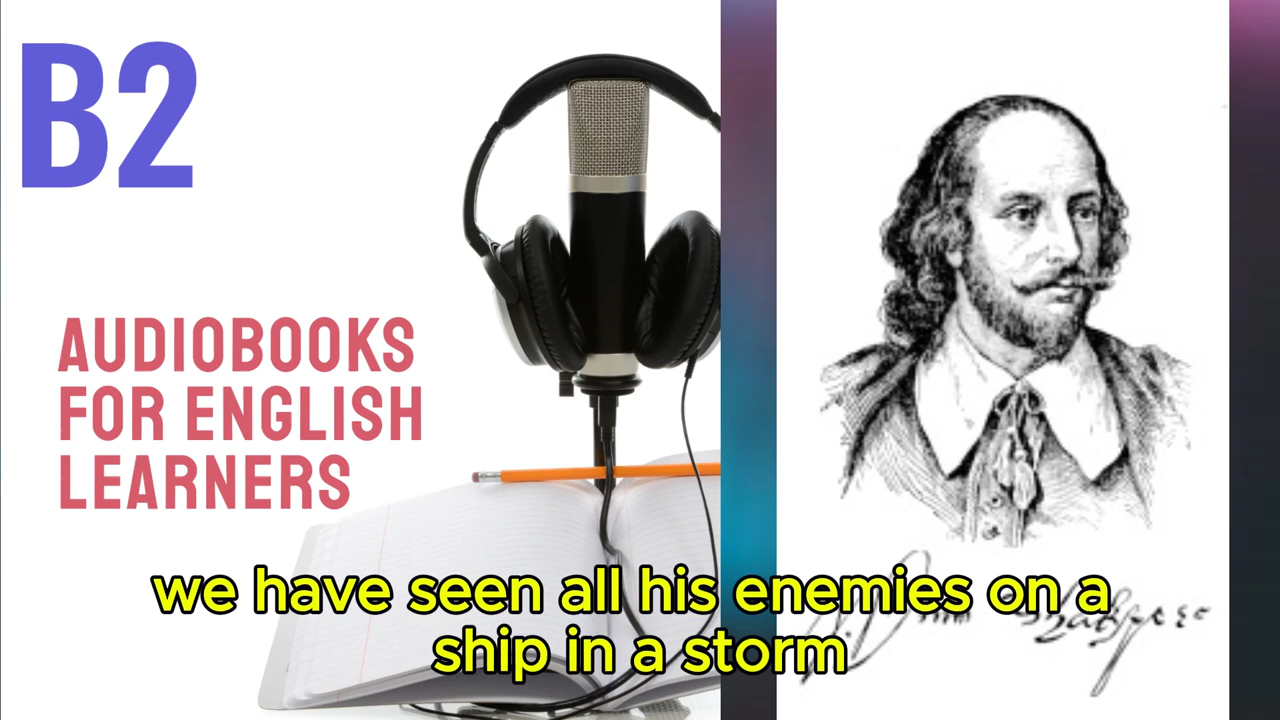 B2
AUDIOBOOKS
FOR ENGLISH
LEARNERS
we have seen all his enemies on a
ship in a storm